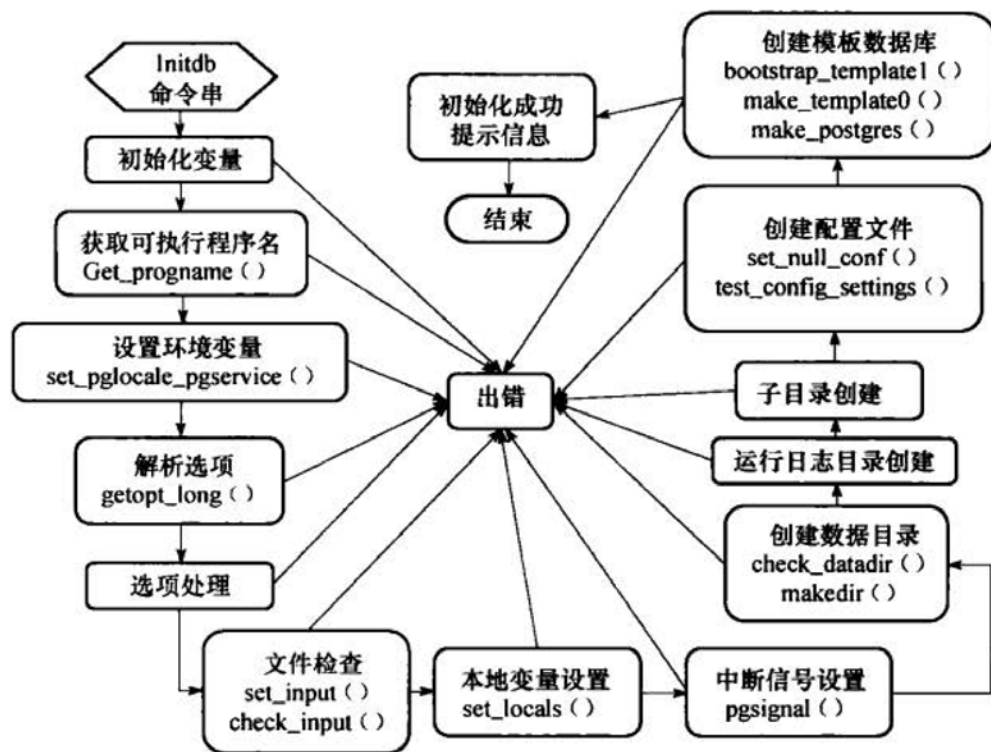 Initdb
命令串
初始化变量
获取可执行程序名
Get_progname()
设置环境变量
set_pglocale_pgservice()
解析选项
getopt_long()
选项处理
文件检查
set_input()
check_input()
本地变量设置
set_locals()
中断信号设置
pgsignal()
创建数据目录
check_datadir()
makedir()
运行日志目录创建
子目录创建
创建配置文件
set_null_conf()
test_config_settings()
创建模板数据库
bootstrap_template1()
make_template0()
make_postgres()
初始化成功
提示信息
结束
出错